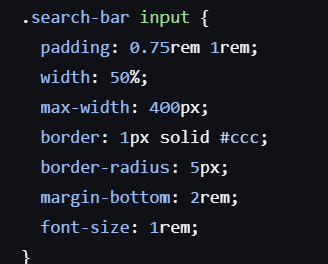 .search-bar input {
padding: 0.75rem 1rem;
width: 50%;
max-width: 400px;
border: 1px solid #ccc;
border-radius: 5px;
margin-bottom: 2rem;
font-size: 1rem;
}